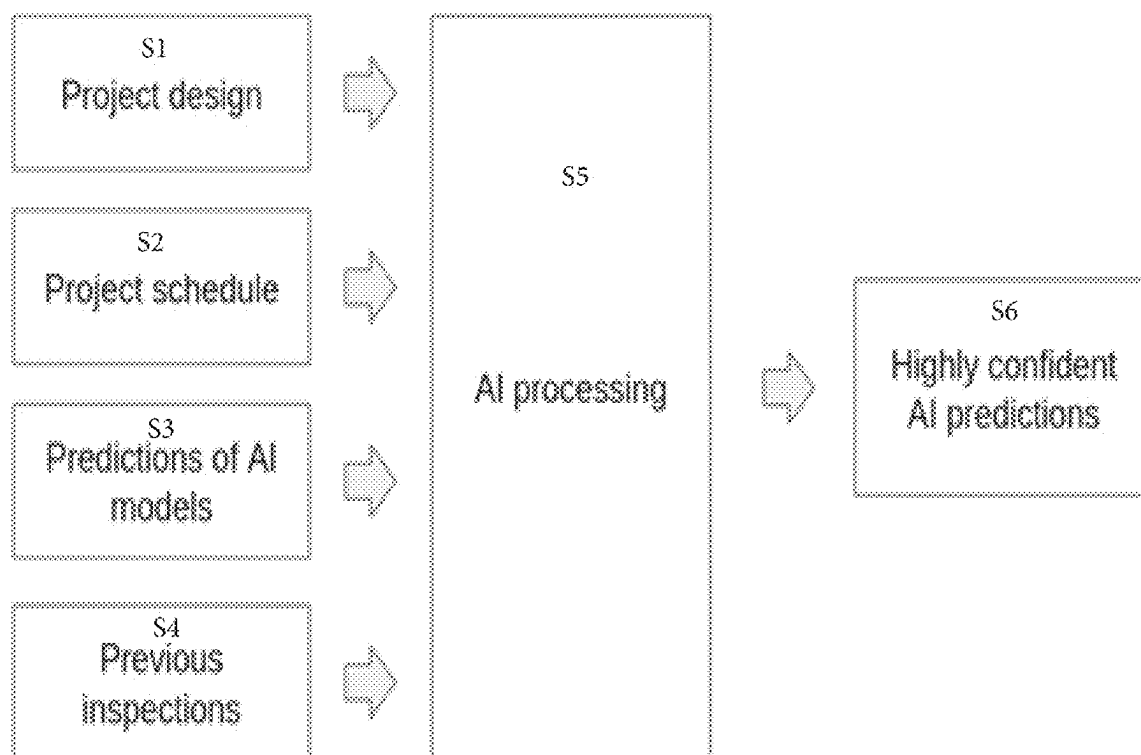 S1
Project design
S2
Project schedule
S3
Predictions of AI
models
S4
Previous
inspections
S5
AI processing
S6
Highly confident
AI predictions